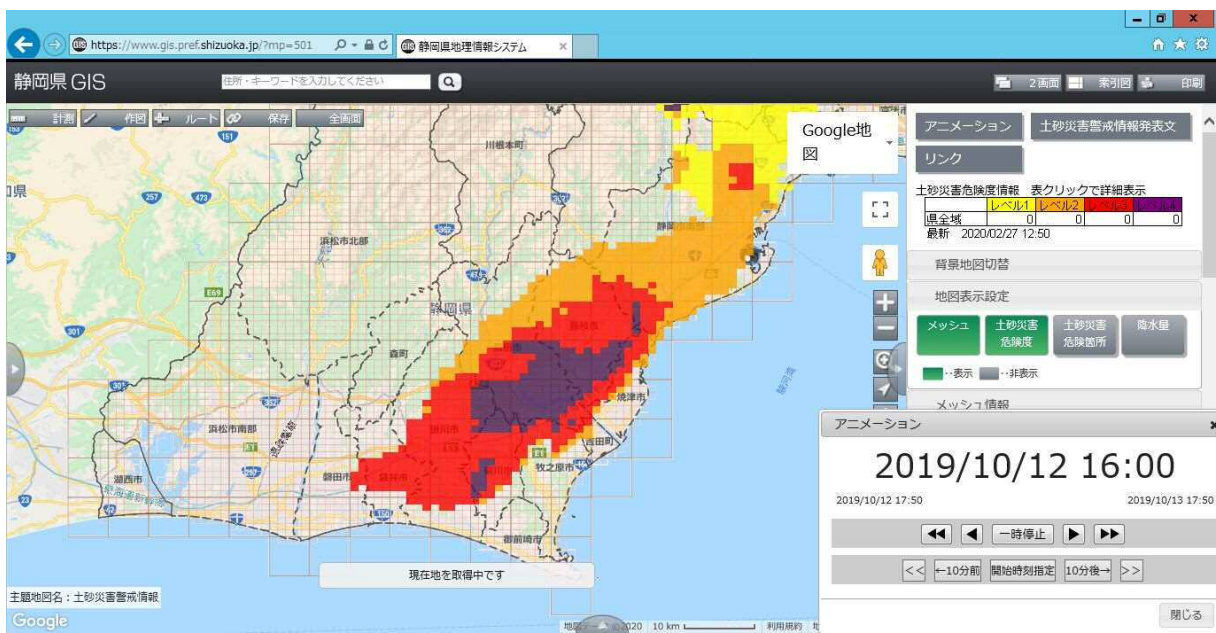 https://www.gis.pref.shizuoka.jp/?mp=501
静岡県地理情報システム
静岡県 GIS
住所・キーワードを入力してください
2画面
索引図
印刷
計測
作図
ルート
保存
全画面
Google地図
アニメーション
土砂災害警戒情報発表文
リンク
土砂災害危険度情報 表クリックで詳細表示
レベル1 レベル2 レベル3 レベル4
県全域 0 0 0 0
最新 2020/02/27 12:50
背景地図切替
地図表示設定
メッシュ
土砂災害危険度
土砂災害危険箇所
降水量
‥表示
‥非表示
メッシュ情報
川根本町
151
257
473
362
362
浜松市北部
E69
静岡県
301
森町
焼津市
駿河湾
浜松市南部
掛川市
吉田町
E1
磐田市
牧之原市
湖西市
150
御前崎市
現在地を取得中です
主題地図名：土砂災害警戒情報
Google
©2020
10 km
利用規約
アニメーション
2019/10/12 16:00
2019/10/12 17:50
2019/10/13 17:50
一時停止
<<
←10分前
開始時刻指定
10分後→
>>
閉じる